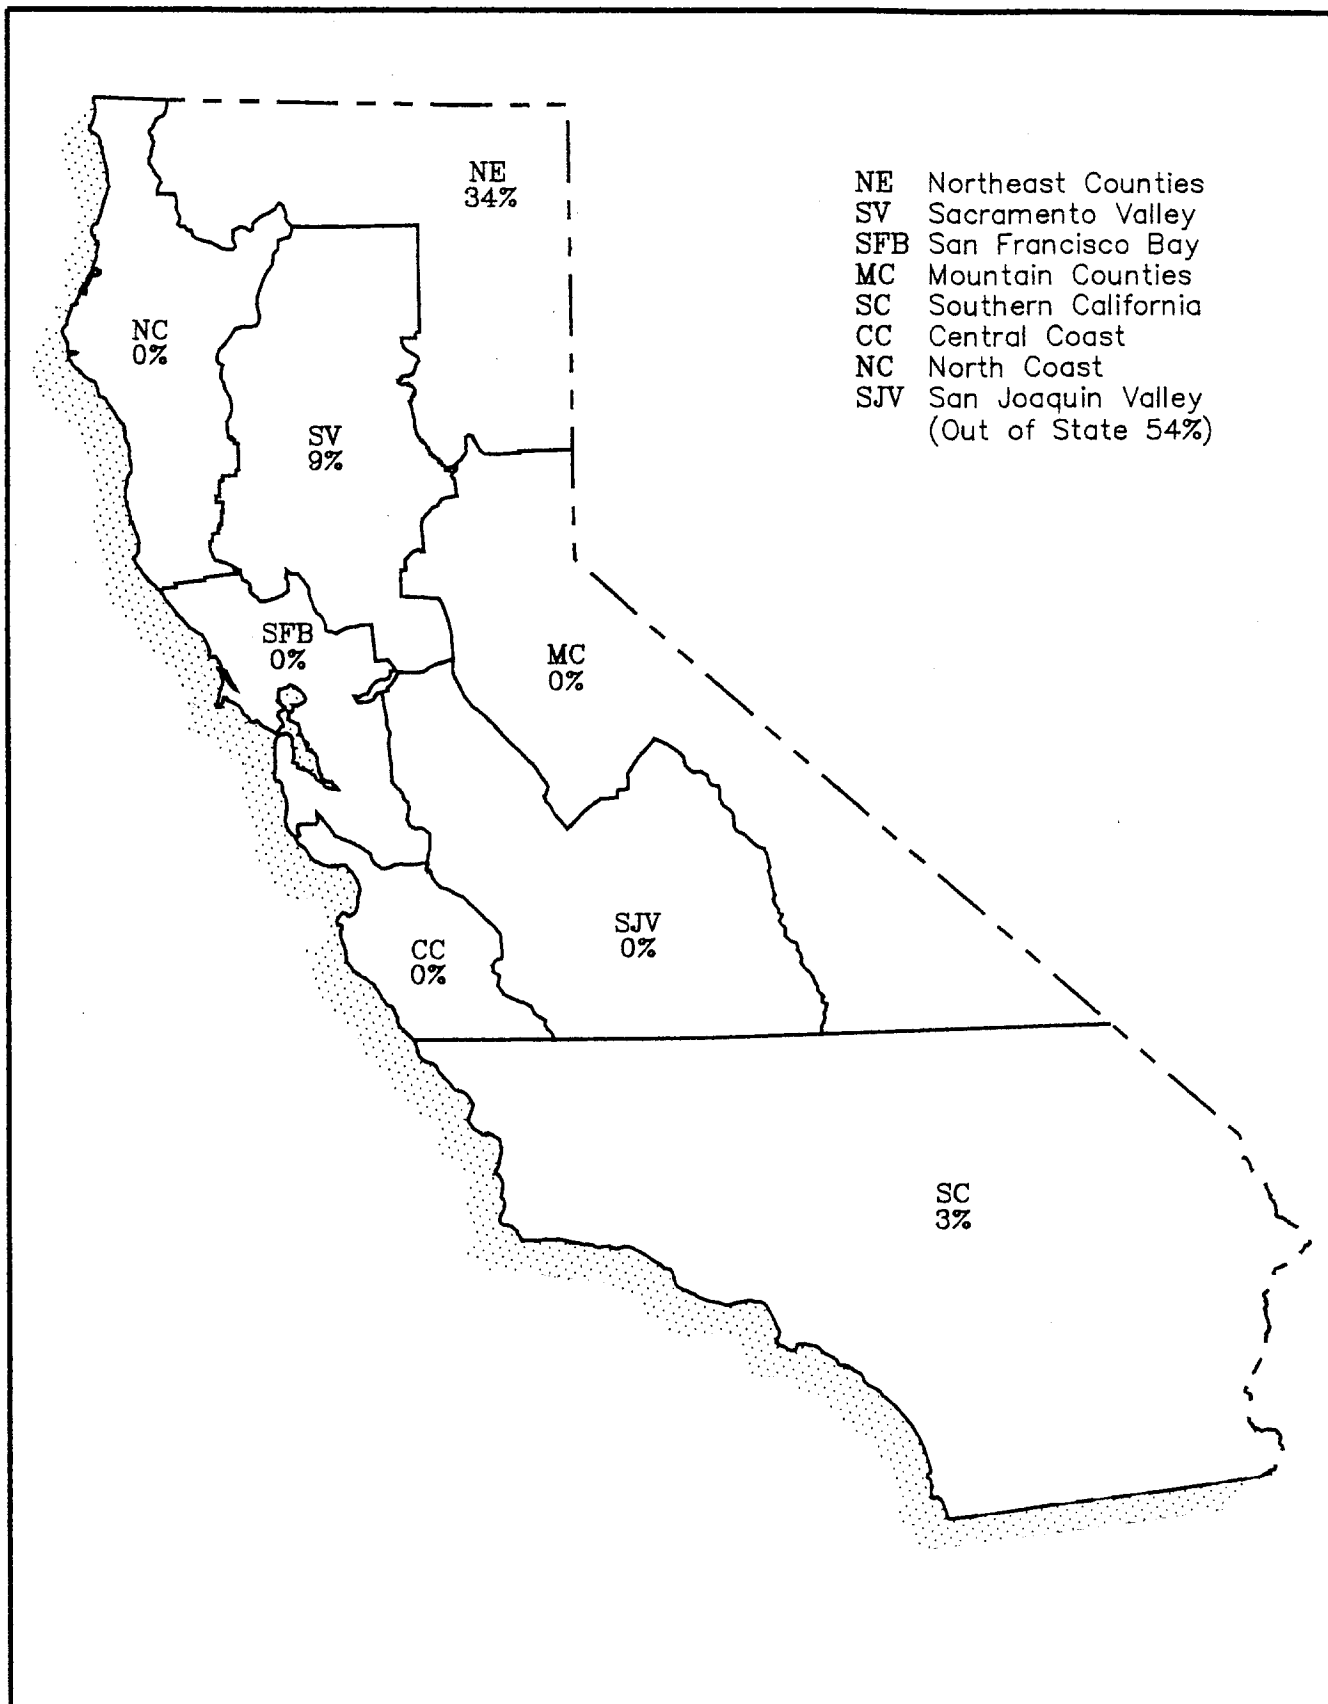 NE
34%
NE Northeast Counties
SV Sacramento Valley
SFB San Francisco Bay
MC Mountain Counties
SC Southern California
CC Central Coast
NC North Coast
SJV San Joaquin Valley
(Out of State 54%)
NC
0%
SV
9%
SFB
0%
MC
0%
SJV
0%
CC
0%
SC
3%